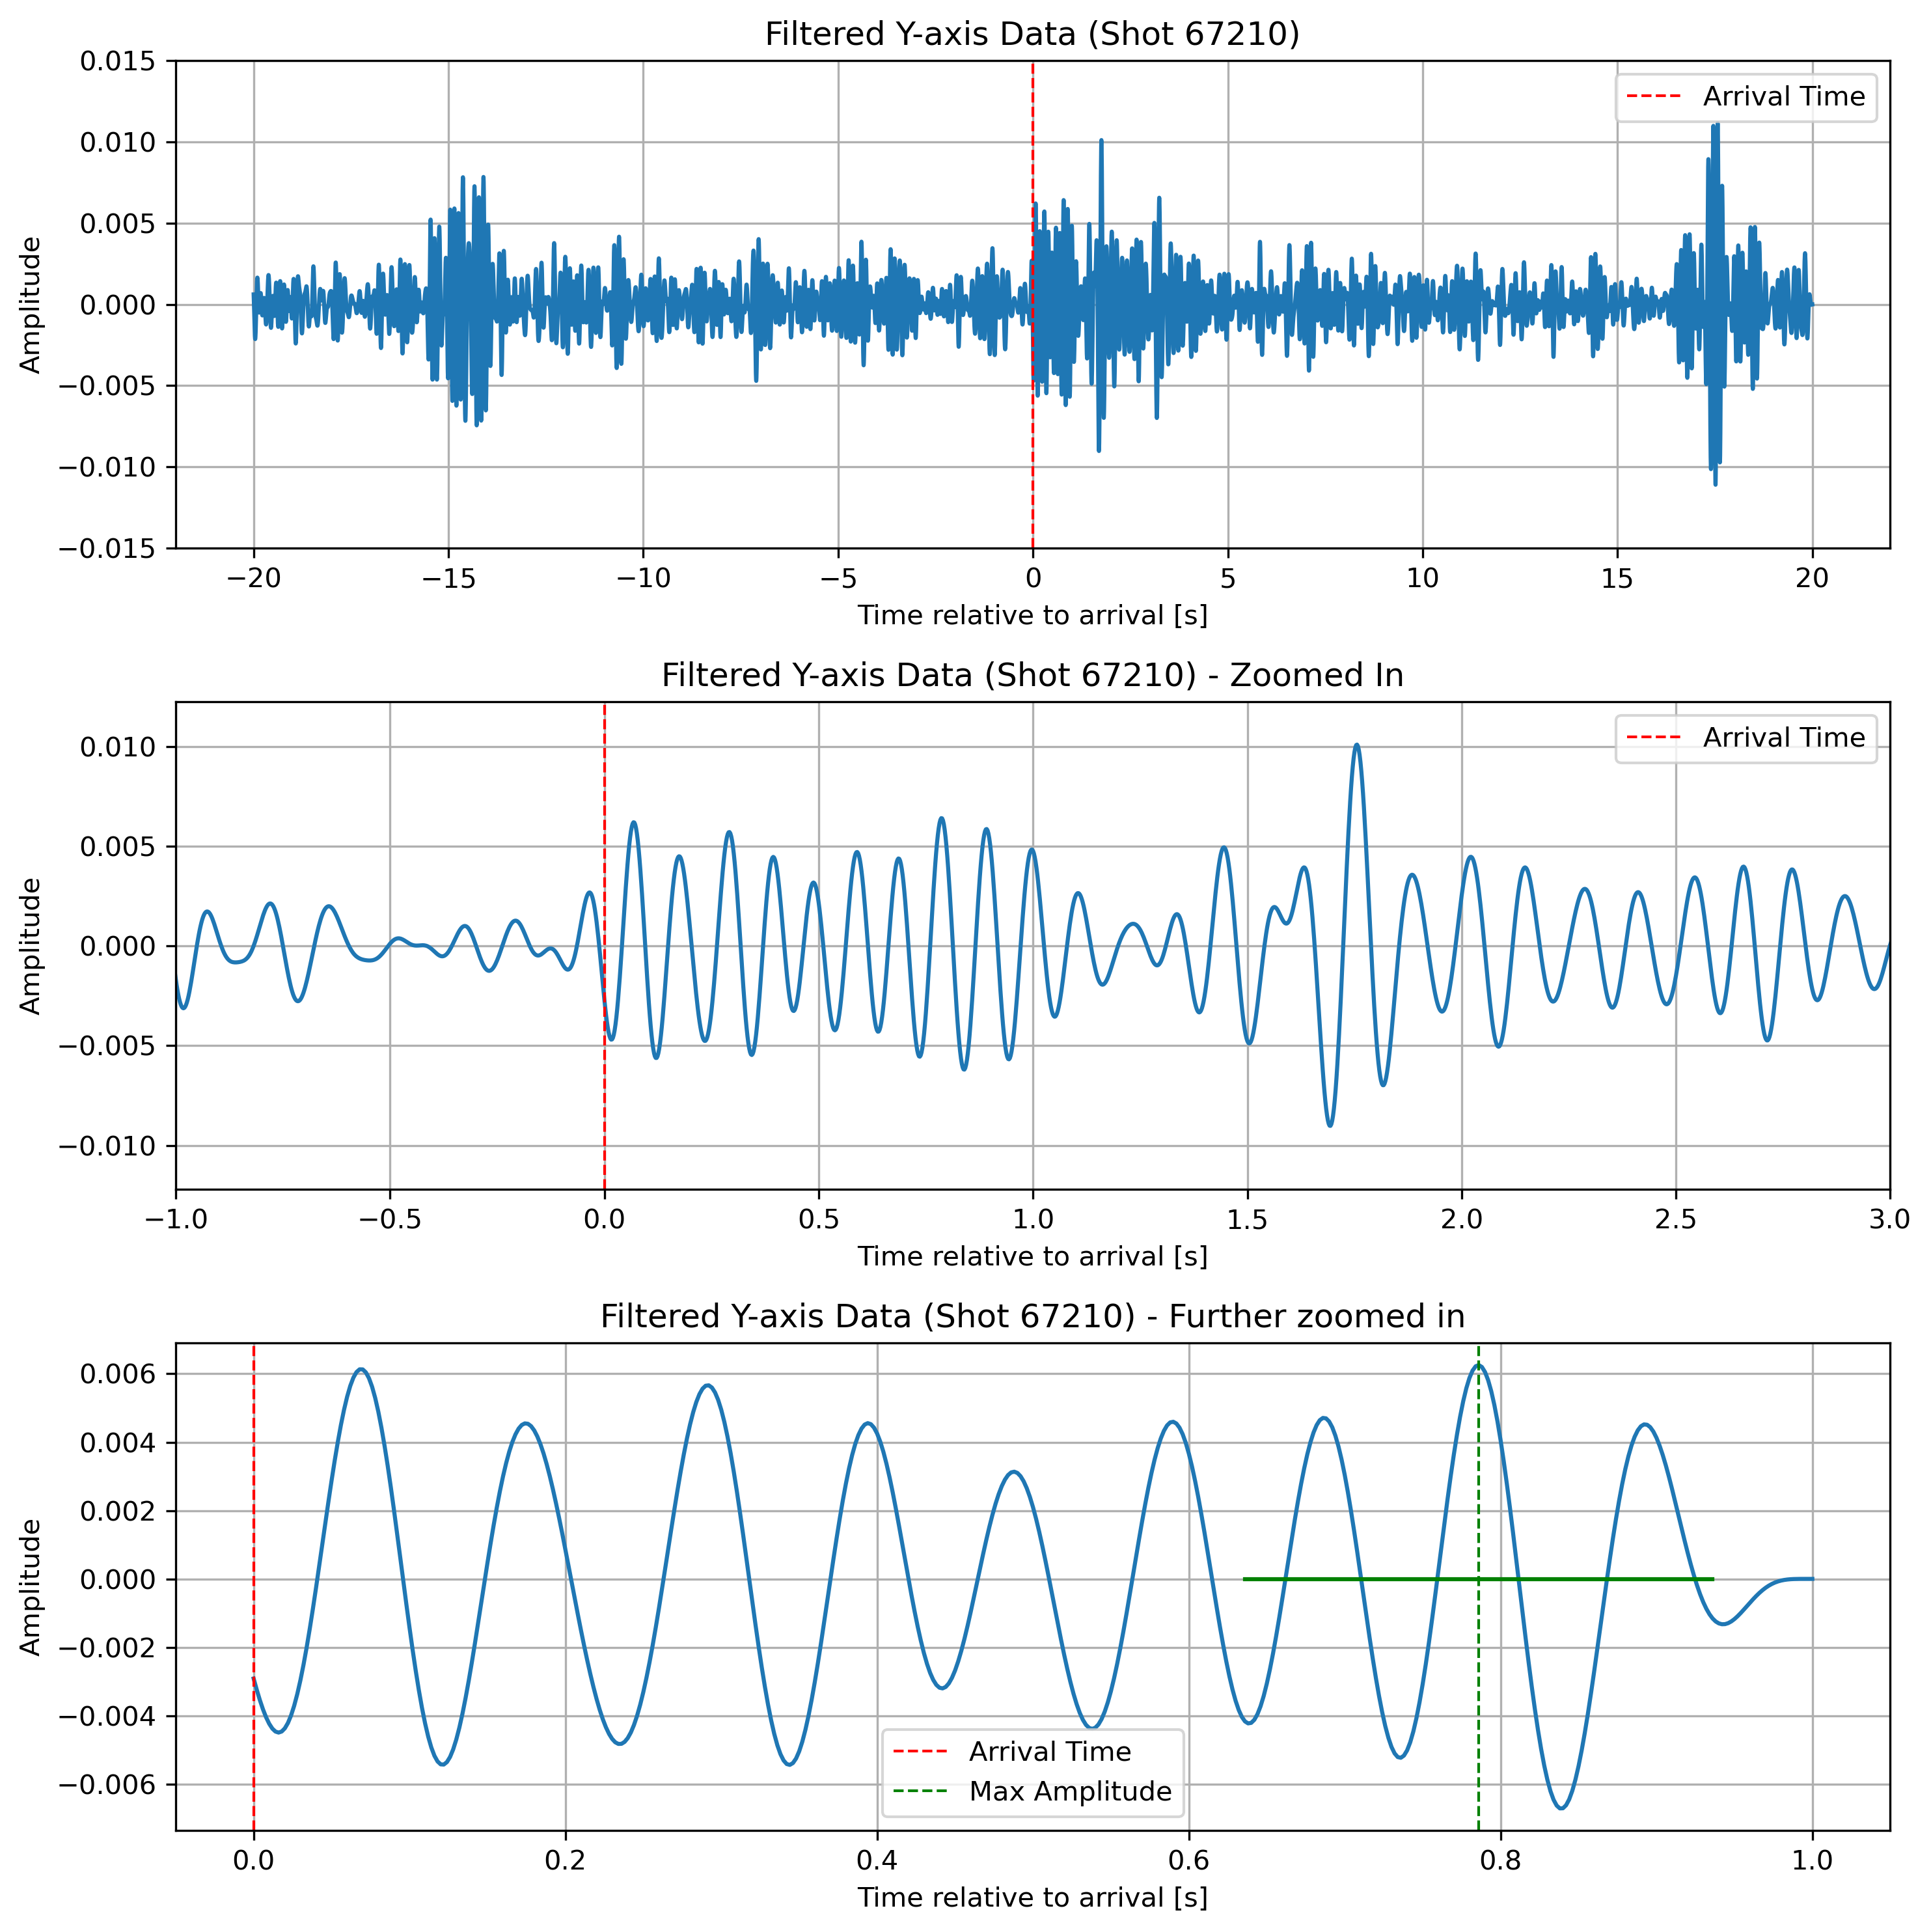 Filtered Y-axis Data (Shot 67210)
0.015
0.010
0.005
0.000
−0.005
−0.010
−0.015
Amplitude
Arrival Time
−20 −15 −10 −5 0 5 10 15 20
Time relative to arrival [s]
Filtered Y-axis Data (Shot 67210) - Zoomed In
0.010
0.005
0.000
−0.005
−0.010
Amplitude
Arrival Time
−1.0 −0.5 0.0 0.5 1.0 1.5 2.0 2.5 3.0
Time relative to arrival [s]
Filtered Y-axis Data (Shot 67210) - Further zoomed in
0.006
0.004
0.002
0.000
−0.002
−0.004
−0.006
Amplitude
Arrival Time
Max Amplitude
0.0 0.2 0.4 0.6 0.8 1.0
Time relative to arrival [s]